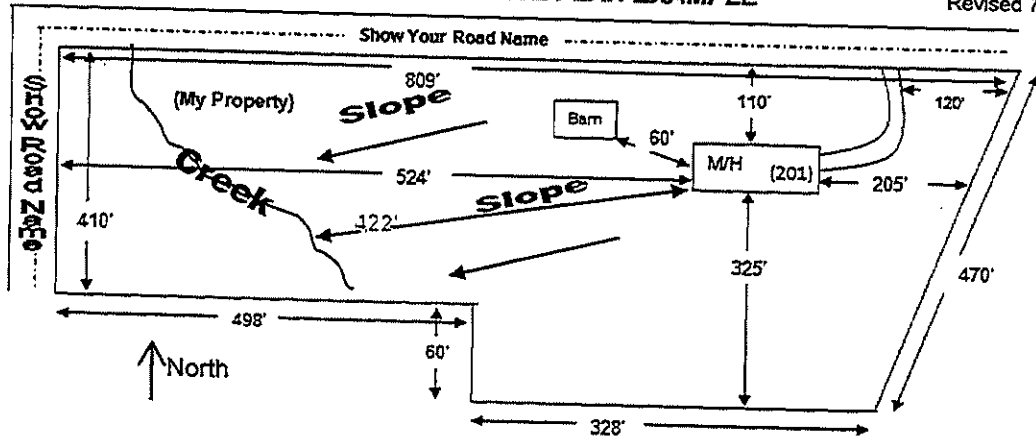 Revised
Show Your Road Name
Show Road Name
809'
(My Property)
Slope
110'
120'
Barn
60'
M/H (201)
Creek
524'
Slope
205'
410'
122'
325'
470'
498'
60'
North
328'